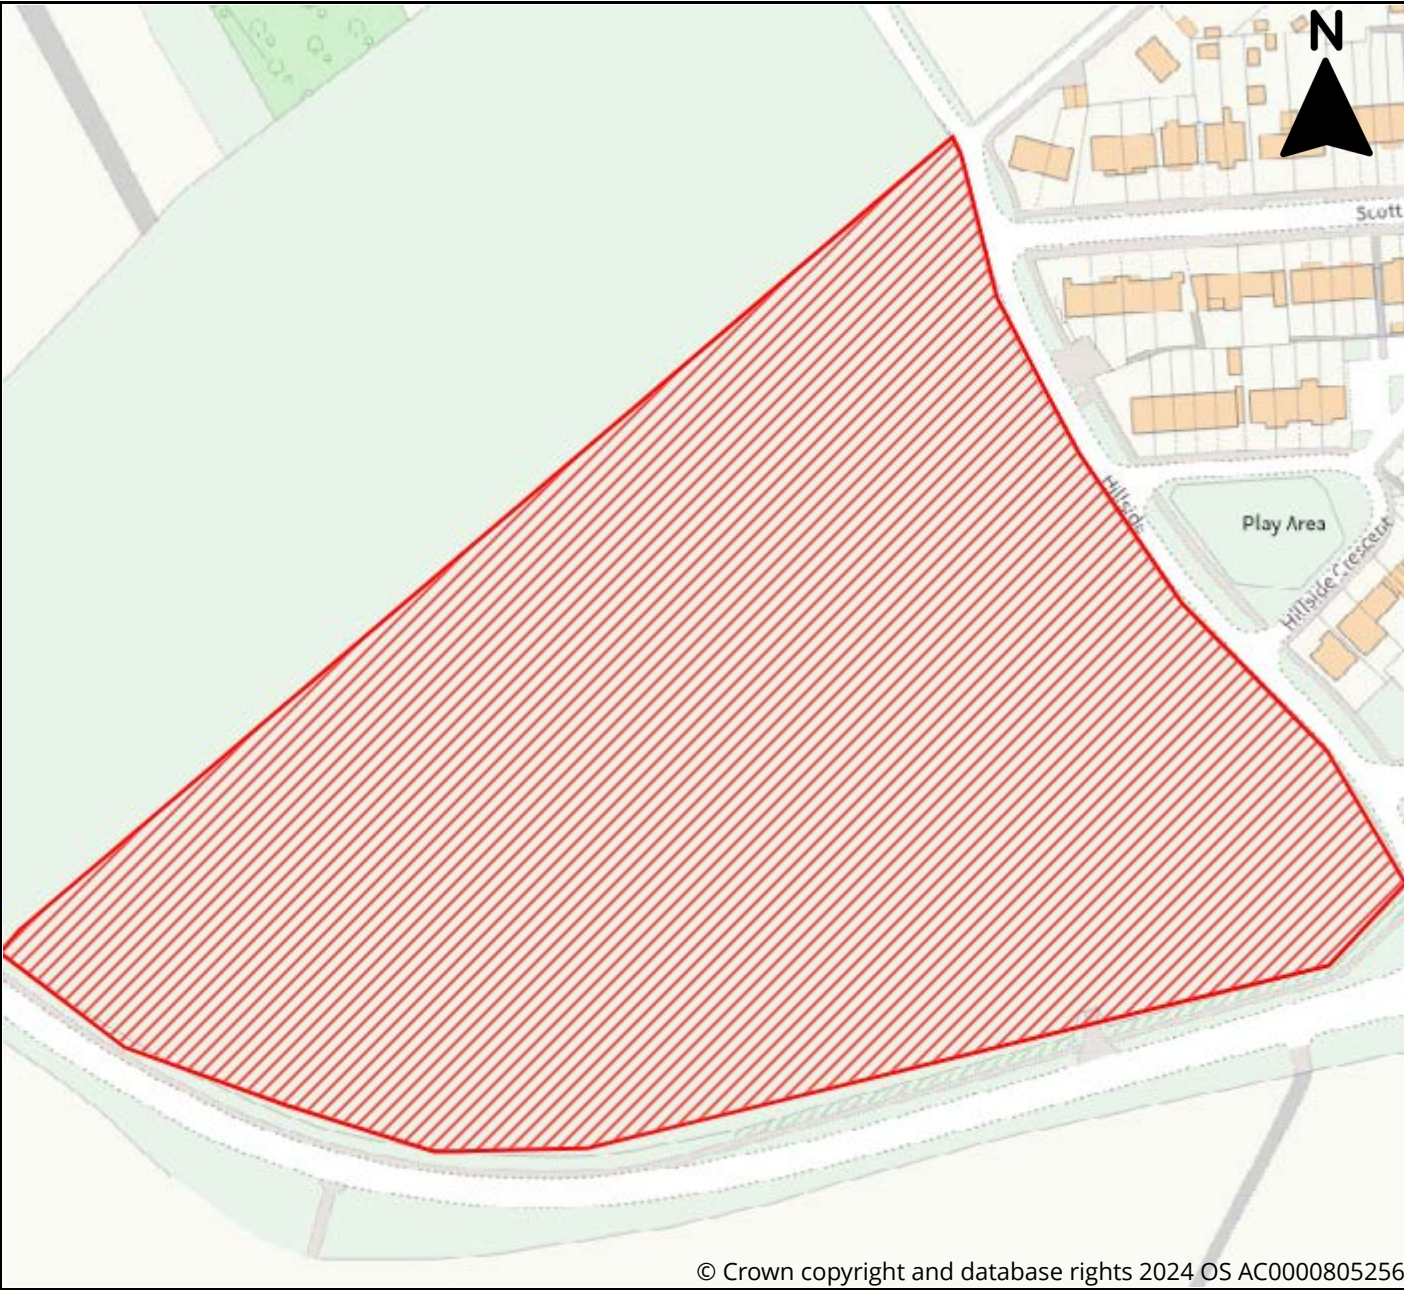 N
Scott
Hillside
Play Area
Hillside Crescent
© Crown copyright and database rights 2024 OS AC0000805256